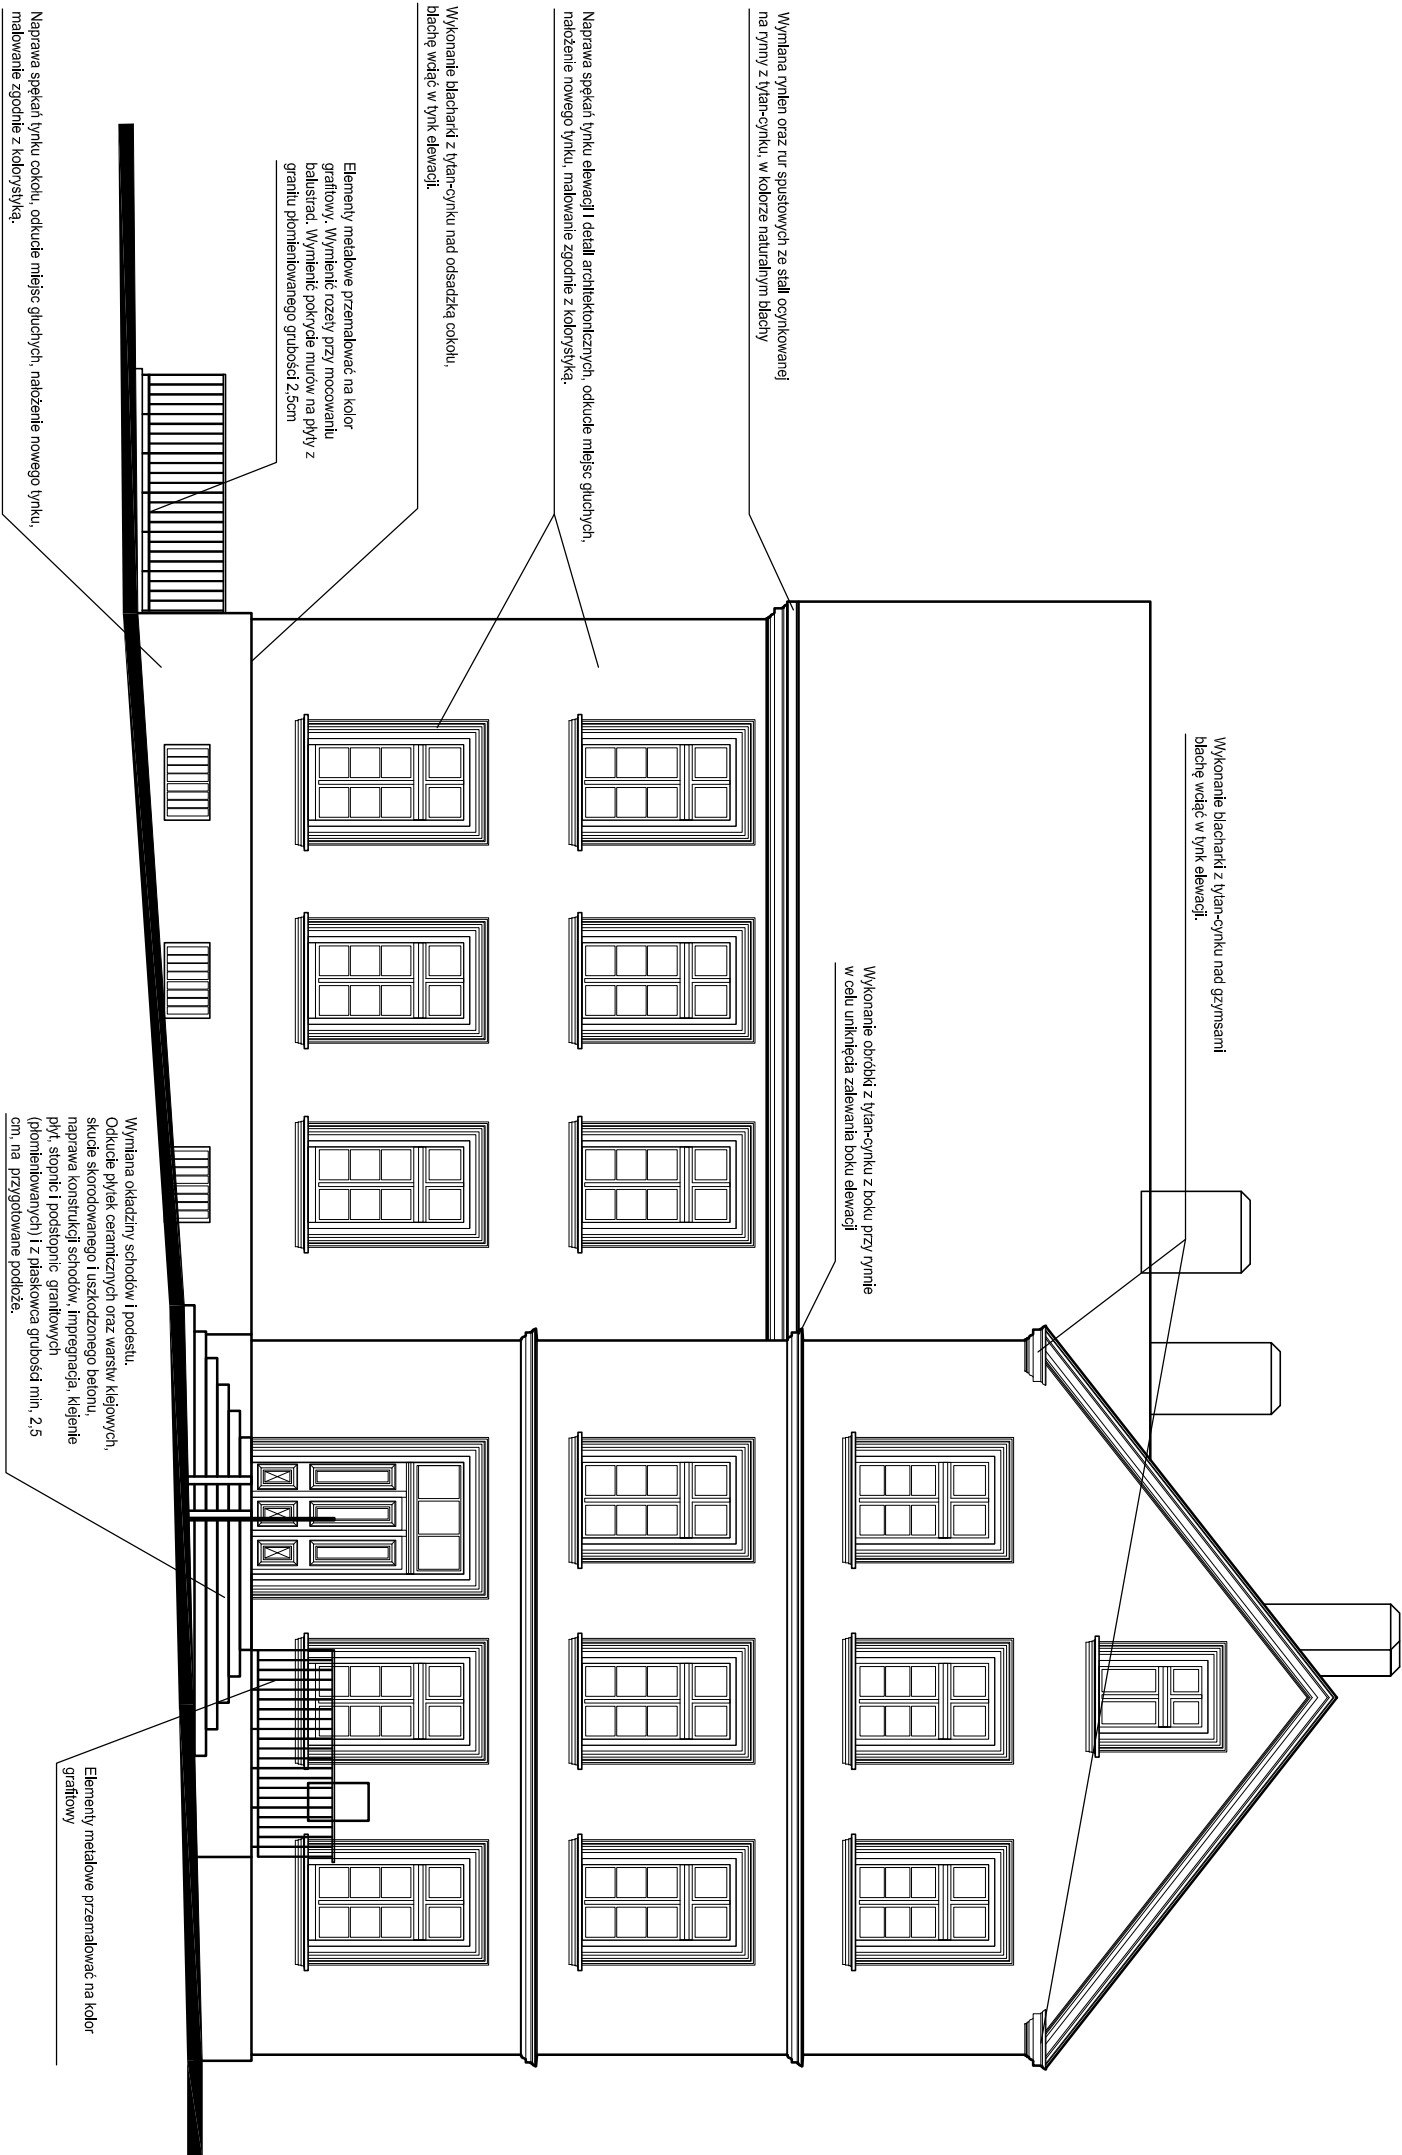 Wykonanie blacharki z tytan-cynku nad gzymsami
blachę wciąć w tynk elewacji.
Wykonanie obróbki z tytan-cynku z boku przy rynnie
w celu uniknięcia zalewania boku elewacji
Wymiana rynien oraz rur spustowych ze stali ocynkowanej
na rynny z tytan-cynku, w kolorze naturalnym blachy
Naprawa spękań tynku elewacji i detali architektonicznych, odkucie miejsc głuchych,
nałożenie nowego tynku, malowanie zgodnie z kolorystyką.
Wykonanie blacharki z tytan-cynku nad odsadzką cokołu,
blachę wciąć w tynk elewacji.
Elementy metalowe przemalować na kolor
grafitowy. Wymienić rozety przy mocowaniu
balustrad. Wymienić pokrycie murów na płyty z
granitu płomieniowanego grubości 2,5cm
Naprawa spękań tynku cokołu, odkucie miejsc głuchych, nałożenie nowego tynku,
malowanie zgodnie z kolorystyką.
Wymiana okładziny schodów i podestu.
Odkucie płytek ceramicznych oraz warstw klejowych,
skucie skorodowanego i uszkodzonego betonu,
naprawa konstrukcji schodów, impregnacja, klejenie
płyt, stopnic i podstopnic granitowych
(płomieniowanych) i z piaskowca grubości min. 2,5
cm, na przygotowane podłoże.
Elementy metalowe przemalować na kolor
grafitowy